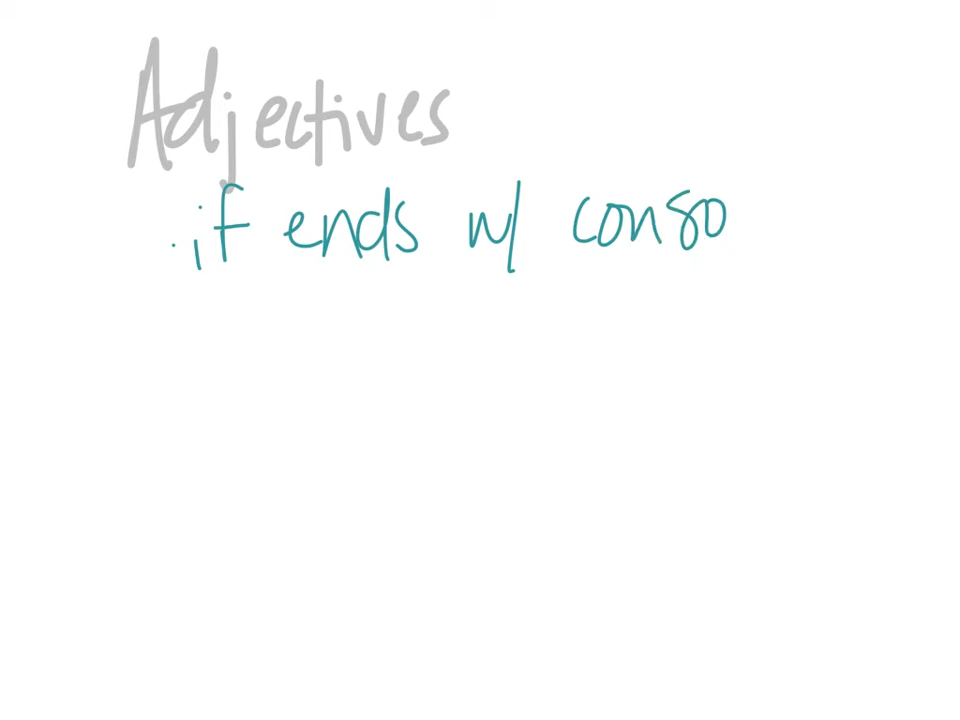 Adjectives
. if ends w/ conso